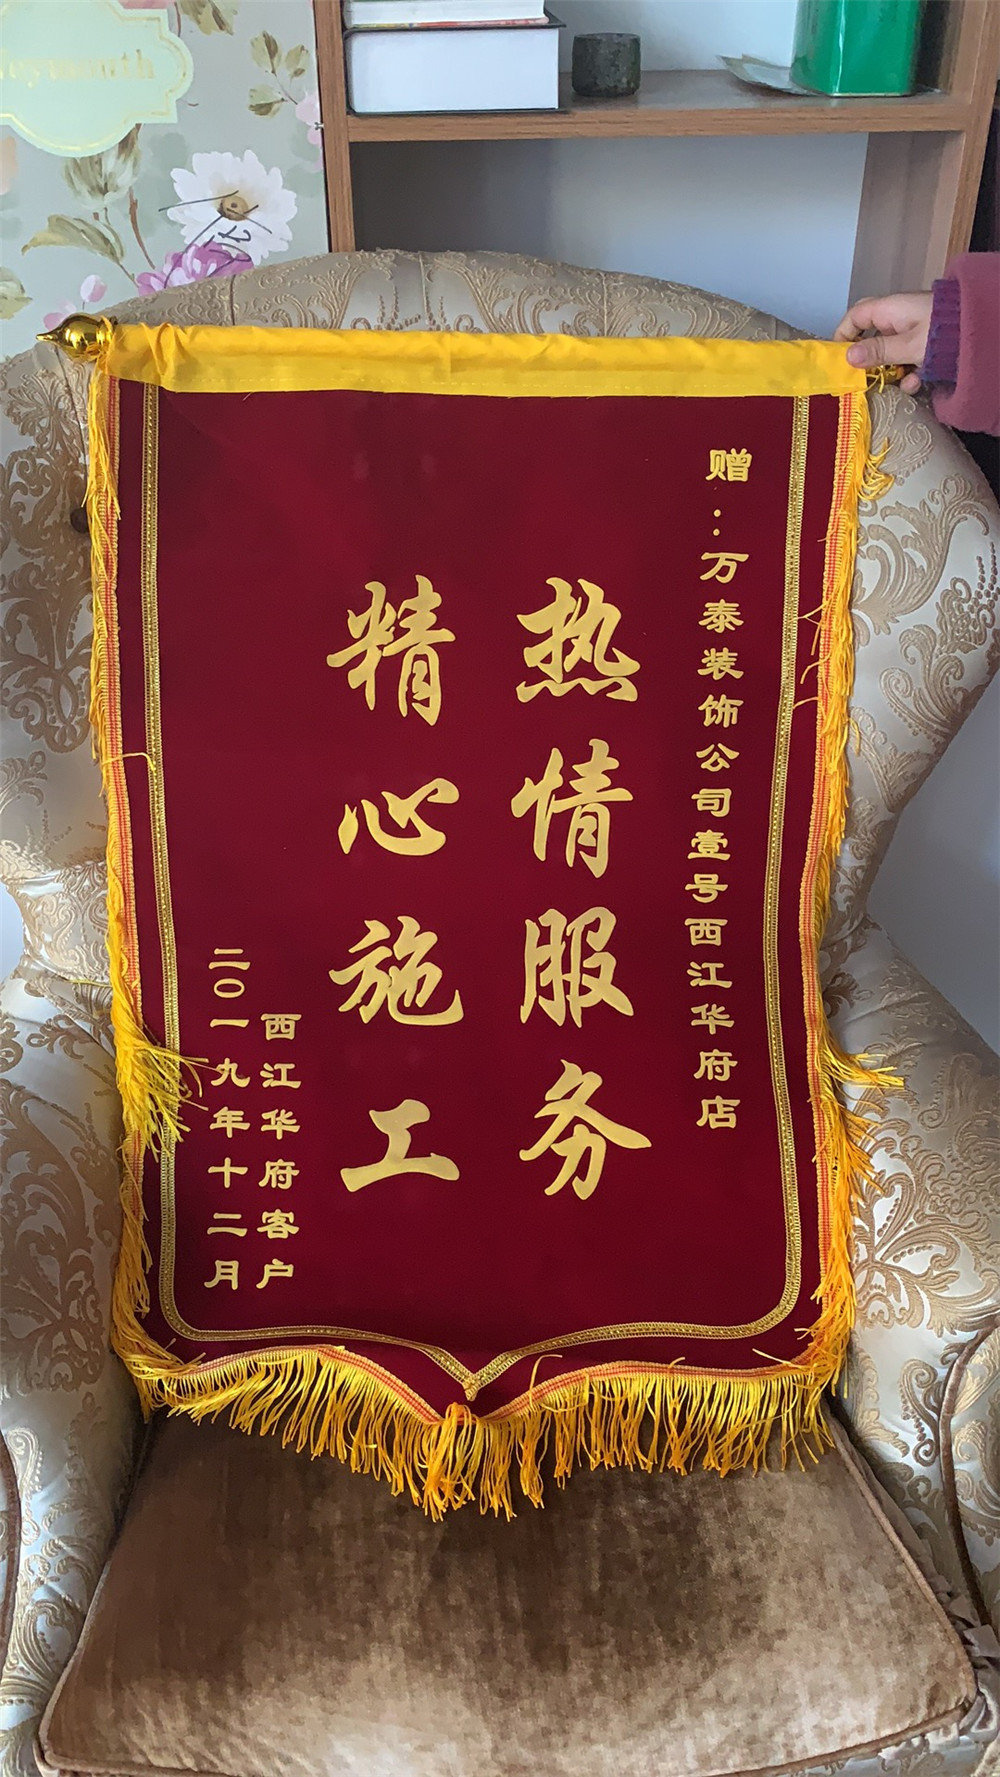 赠：万泰装饰公司壹号西江华府店
热情服务
精心施工
西江华府客户
二〇一九年十二月